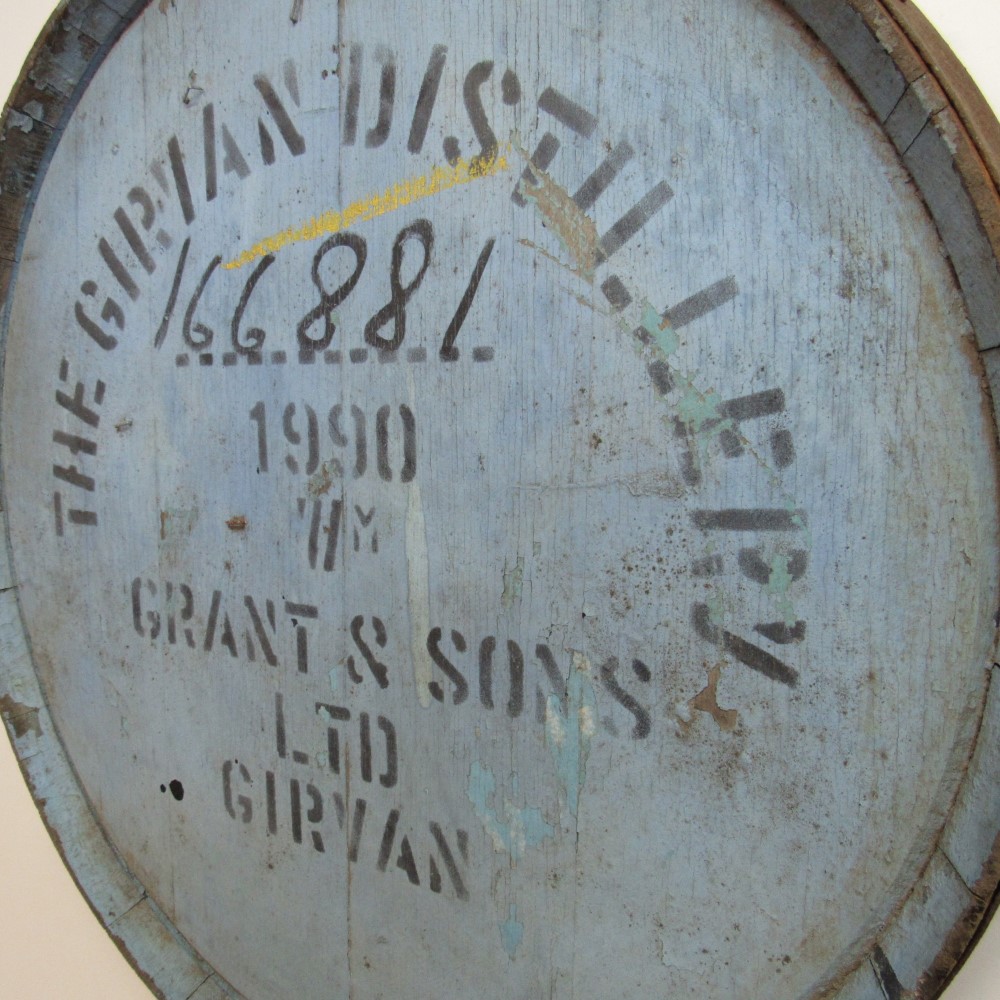 THE GIRVAN DISTILLERY
166881
1990
WM
GRANT & SONS
LTD
GIRVAN